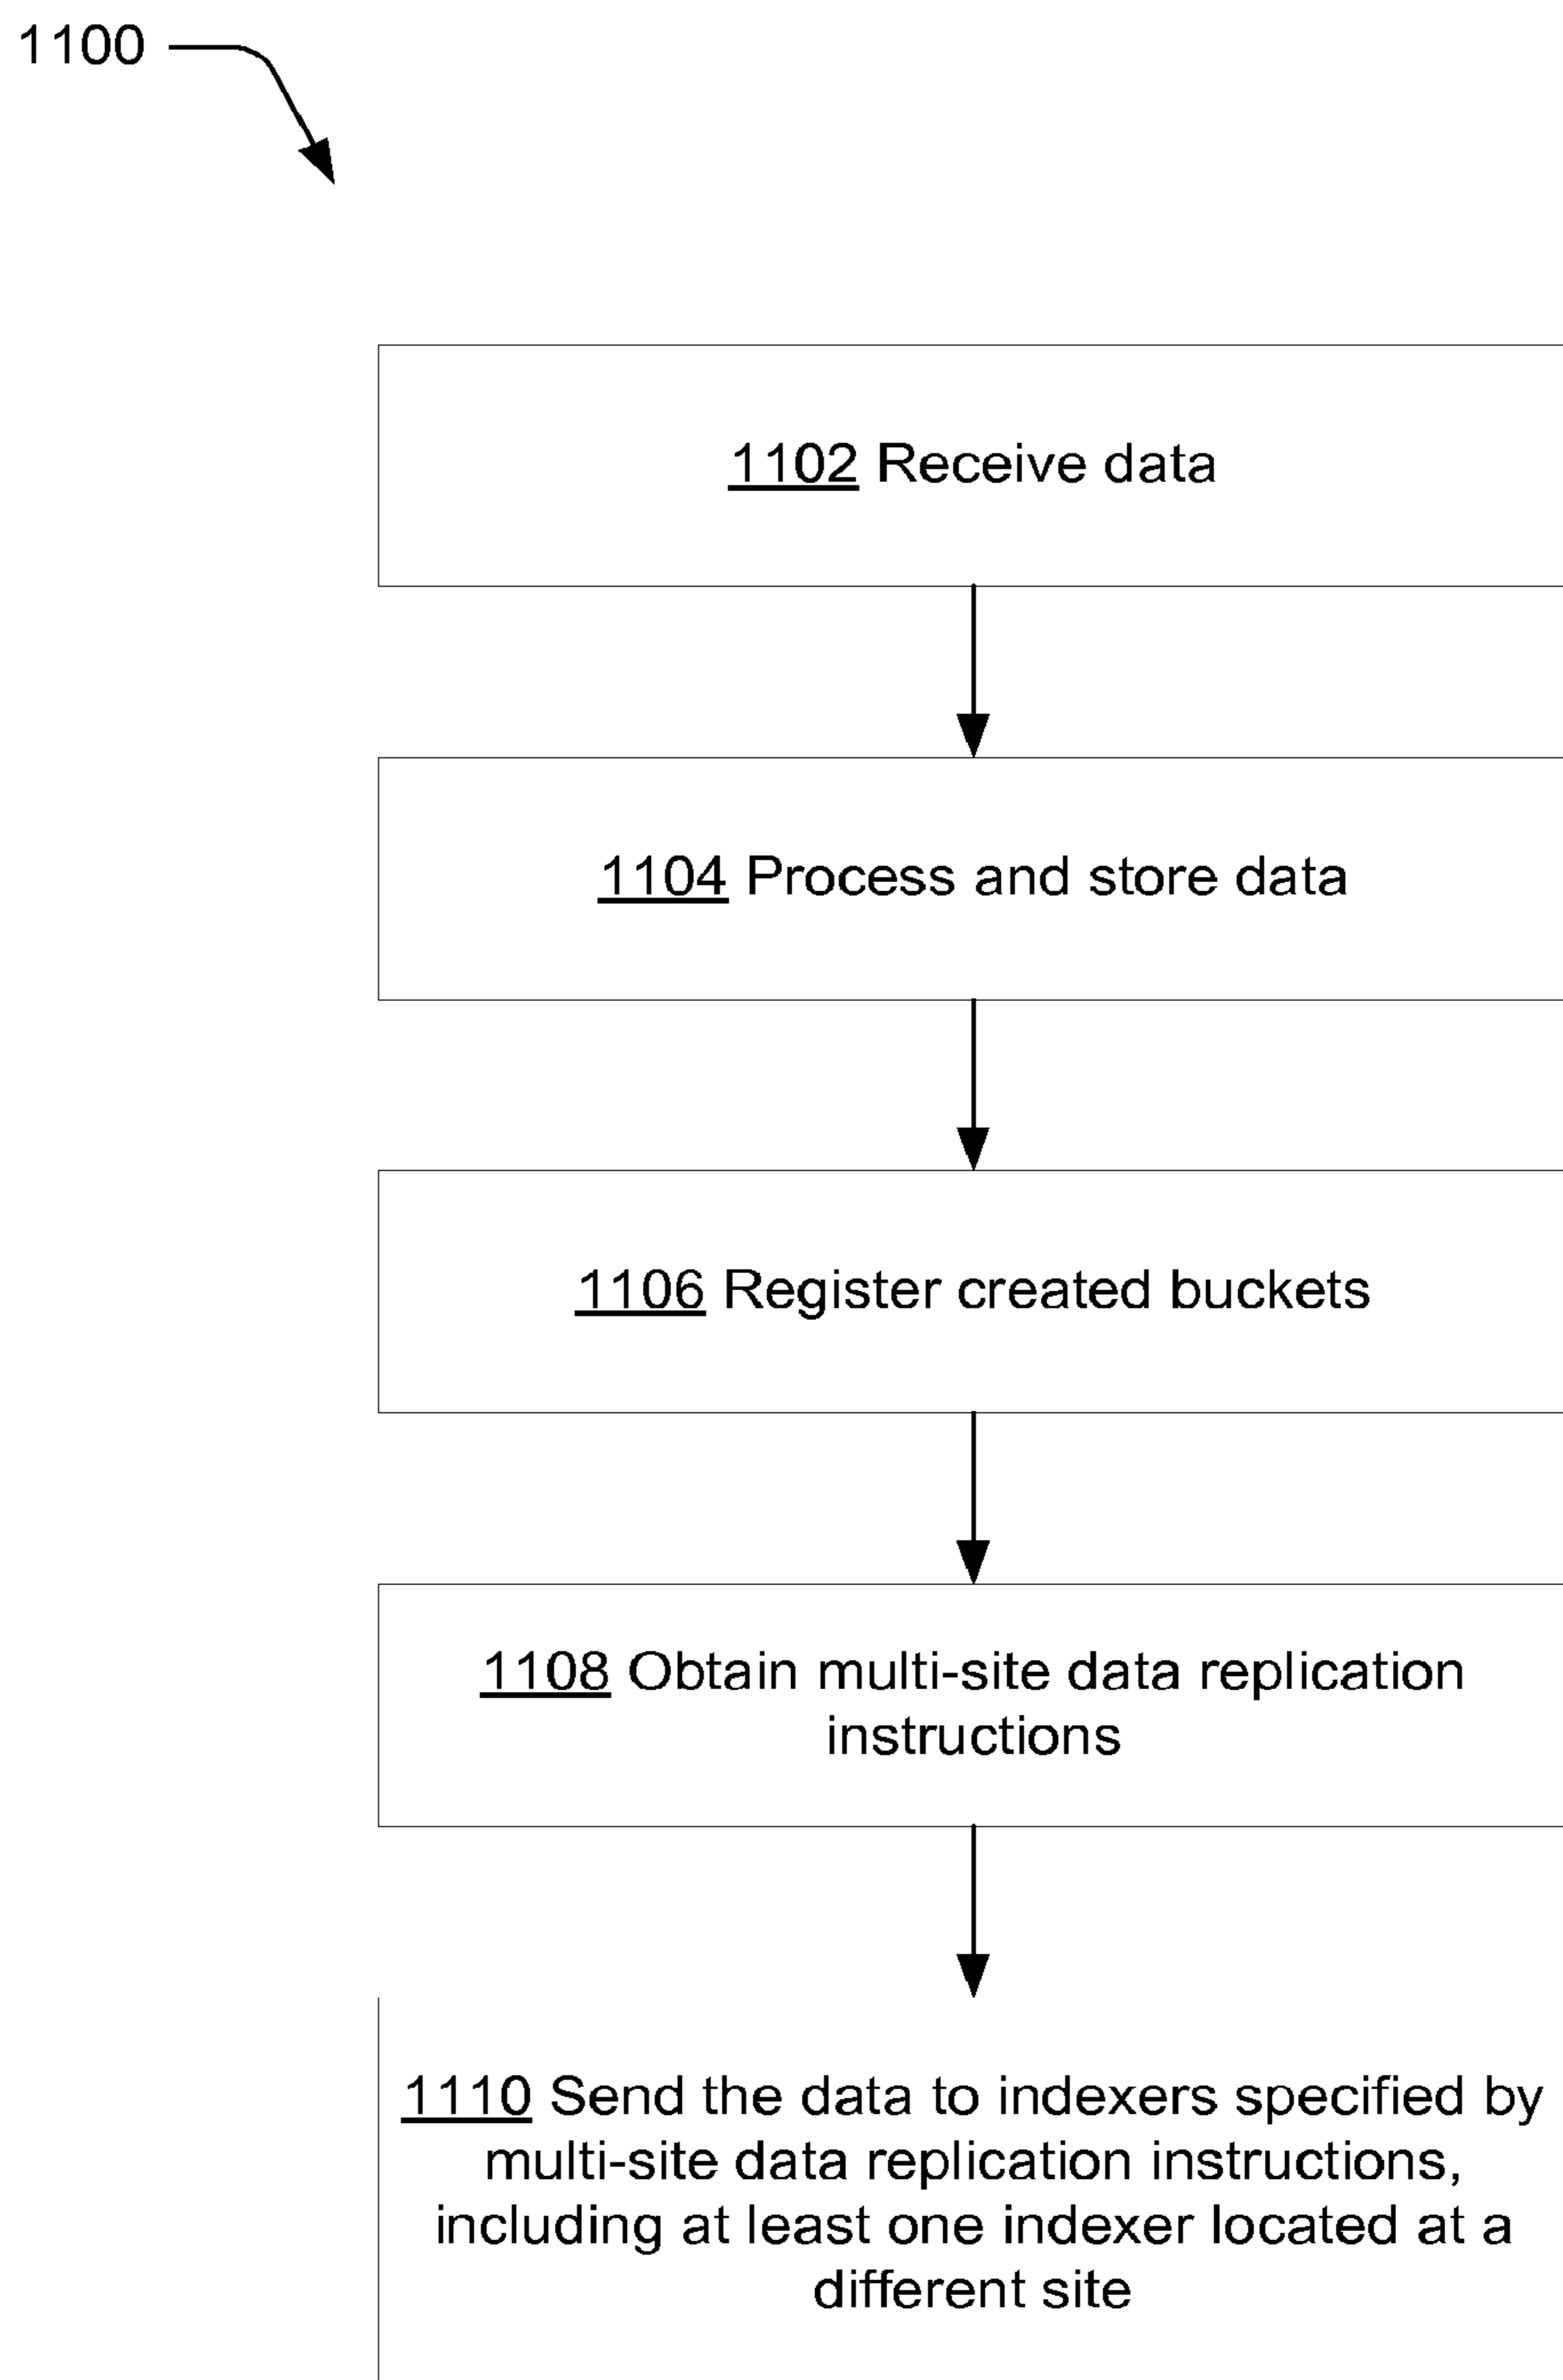 1100
1102 Receive data
1104 Process and store data
1106 Register created buckets
1108 Obtain multi-site data replication
instructions
1110 Send the data to indexers specified by
multi-site data replication instructions,
including at least one indexer located at a
different site